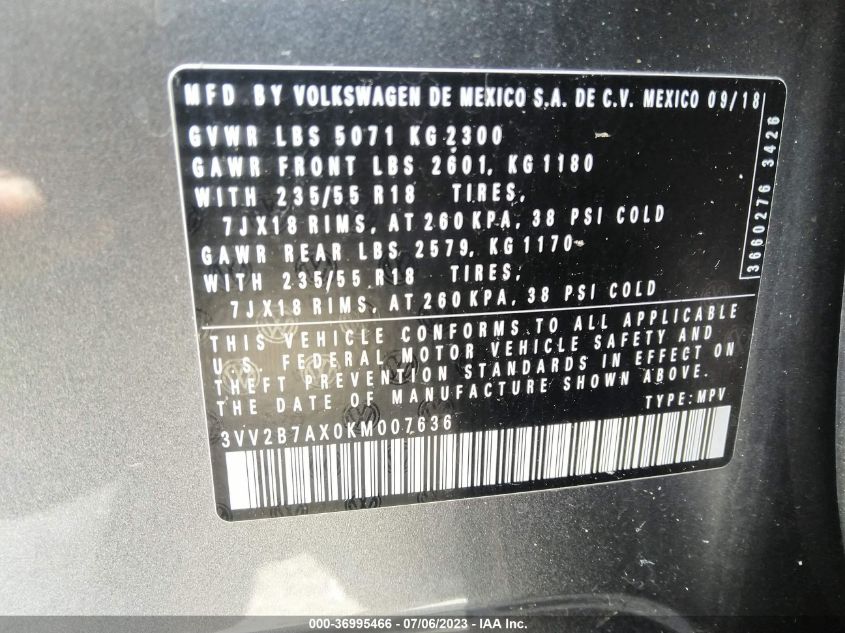 MFD BY VOLKSWAGEN DE MEXICO S.A. DE C.V. MEXICO 09/18
GVWR LBS 5071 KG 2300
GAWR FRONT LBS 2601, KG 1180
WITH 235/55 R18 TIRES,
7JX18 RIMS, AT 260 KPA, 38 PSI COLD
GAWR REAR LBS 2579, KG 1170
WITH 235/55 R18 TIRES,
7JX18 RIMS, AT 260 KPA, 38 PSI COLD
3660276 3426
THIS VEHICLE CONFORMS TO ALL APPLICABLE
U.S. FEDERAL MOTOR VEHICLE SAFETY AND
THEFT PREVENTION STANDARDS IN EFFECT ON
THE DATE OF MANUFACTURE SHOWN ABOVE.
TYPE: MPV
3VV2B7AX0KM007636
000-36995466 - 07/06/2023 - IAA Inc.